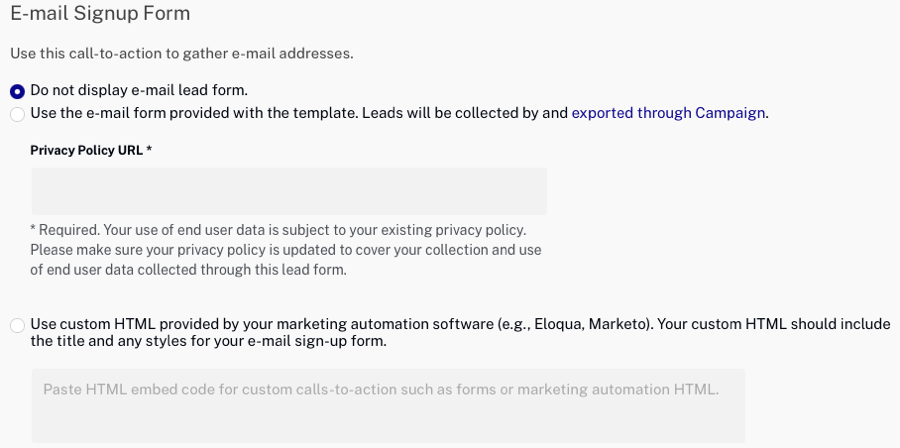 E-mail Signup Form
Use this call-to-action to gather e-mail addresses.
Do not display e-mail lead form.
Use the e-mail form provided with the template. Leads will be collected by and exported through Campaign.
Privacy Policy URL *
* Required. Your use of end user data is subject to your existing privacy policy.
Please make sure your privacy policy is updated to cover your collection and use
of end user data collected through this lead form.
Use custom HTML provided by your marketing automation software (e.g., Eloqua, Marketo). Your custom HTML should include
the title and any styles for your e-mail sign-up form.
Paste HTML embed code for custom calls-to-action such as forms or marketing automation HTML.